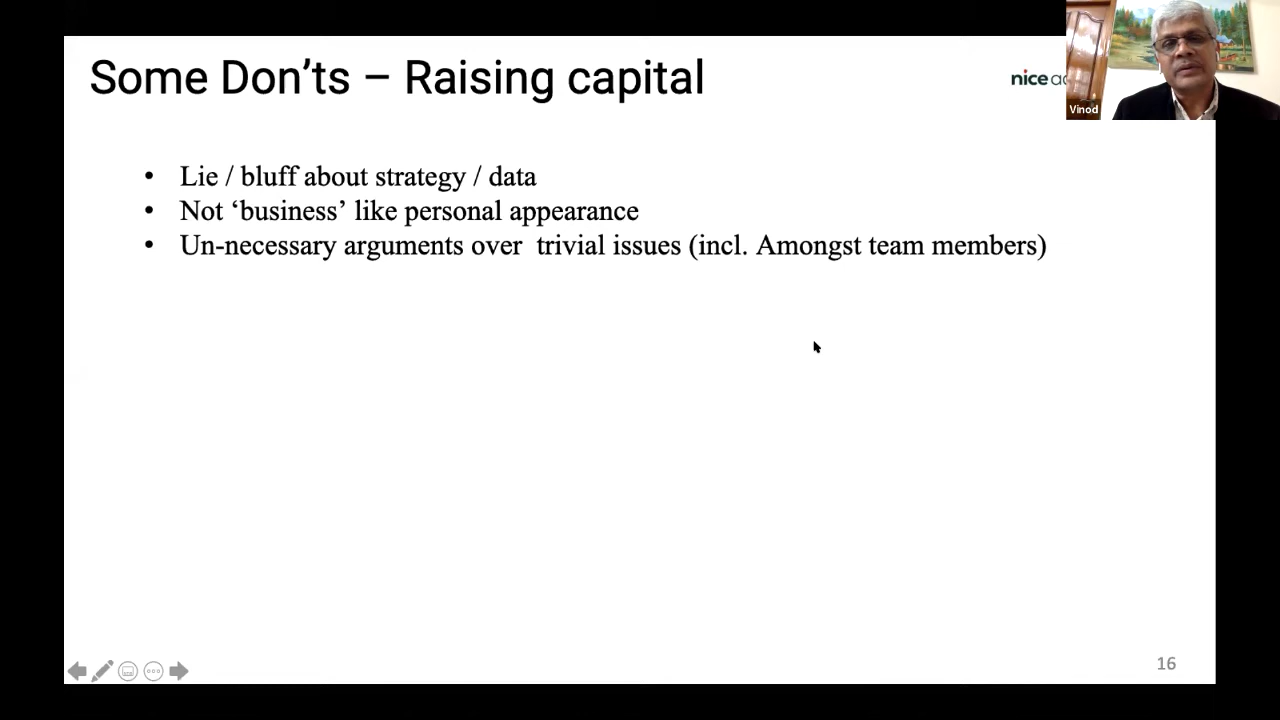 Some Don’ts – Raising capital
nice
Vinod
• Lie / bluff about strategy / data
• Not ‘business’ like personal appearance
• Un-necessary arguments over  trivial issues (incl. Amongst team members)
16